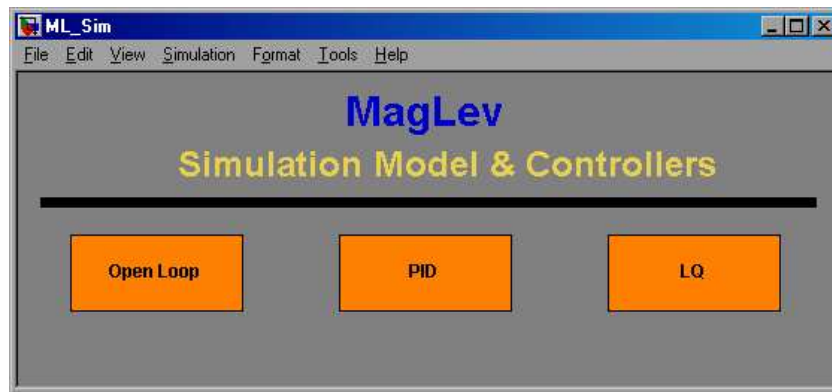 ML_Sim
File Edit View Simulation Format Tools Help
MagLev
Simulation Model & Controllers
Open Loop PID LQ